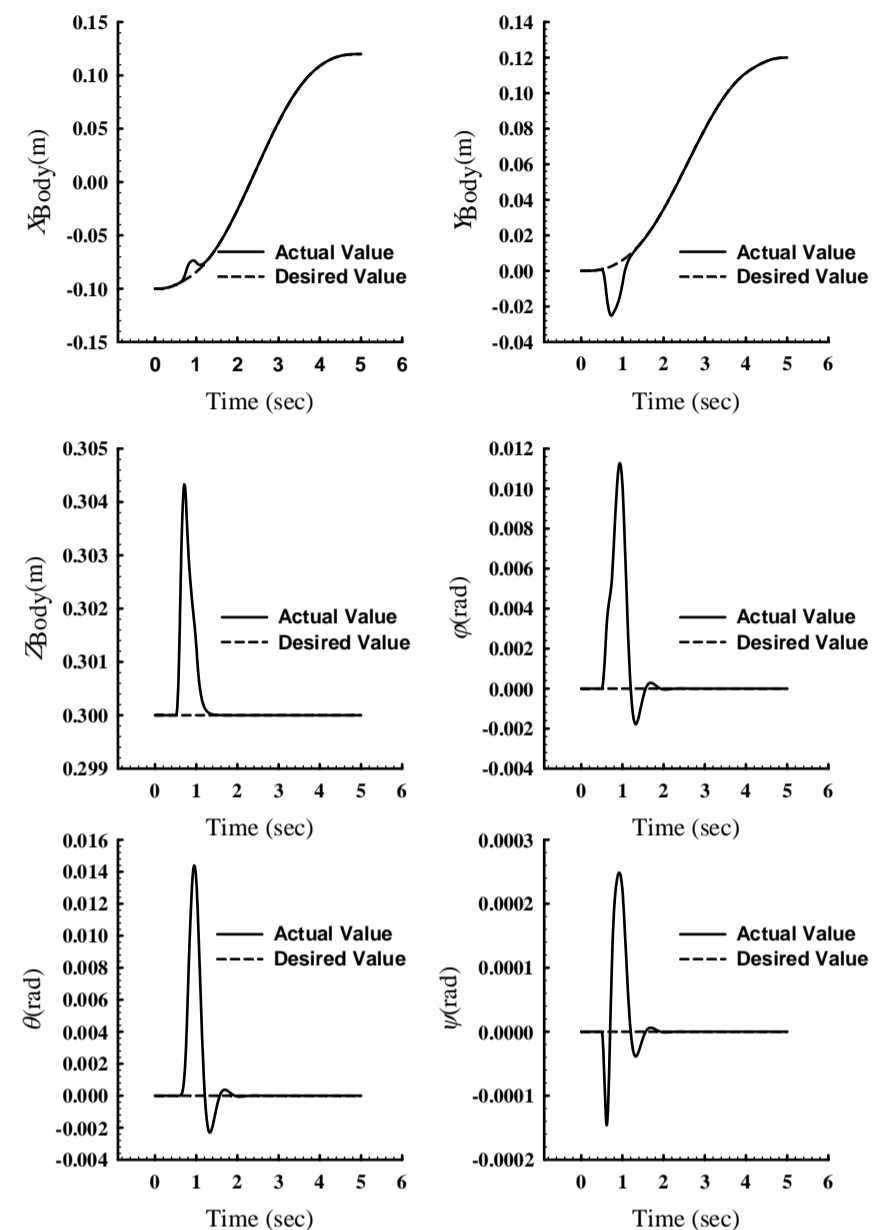 0.15
0.10
0.05
0.00
-0.05
-0.10
-0.15
XBody(m)
Actual Value
Desired Value
0 1 2 3 4 5 6
Time (sec)
0.14
0.12
0.10
0.08
0.06
0.04
0.02
0.00
-0.02
-0.04
YBody(m)
Actual Value
Desired Value
0 1 2 3 4 5 6
Time (sec)
0.305
0.304
0.303
0.302
0.301
0.300
0.299
ZBody(m)
Actual Value
Desired Value
0 1 2 3 4 5 6
Time (sec)
0.012
0.010
0.008
0.006
0.004
0.002
0.000
-0.002
-0.004
φ(rad)
Actual Value
Desired Value
0 1 2 3 4 5 6
Time (sec)
0.016
0.014
0.012
0.010
0.008
0.006
0.004
0.002
0.000
-0.002
-0.004
θ(rad)
Actual Value
Desired Value
0 1 2 3 4 5 6
Time (sec)
0.0003
0.0002
0.0001
0.0000
-0.0001
-0.0002
ψ(rad)
Actual Value
Desired Value
0 1 2 3 4 5 6
Time (sec)